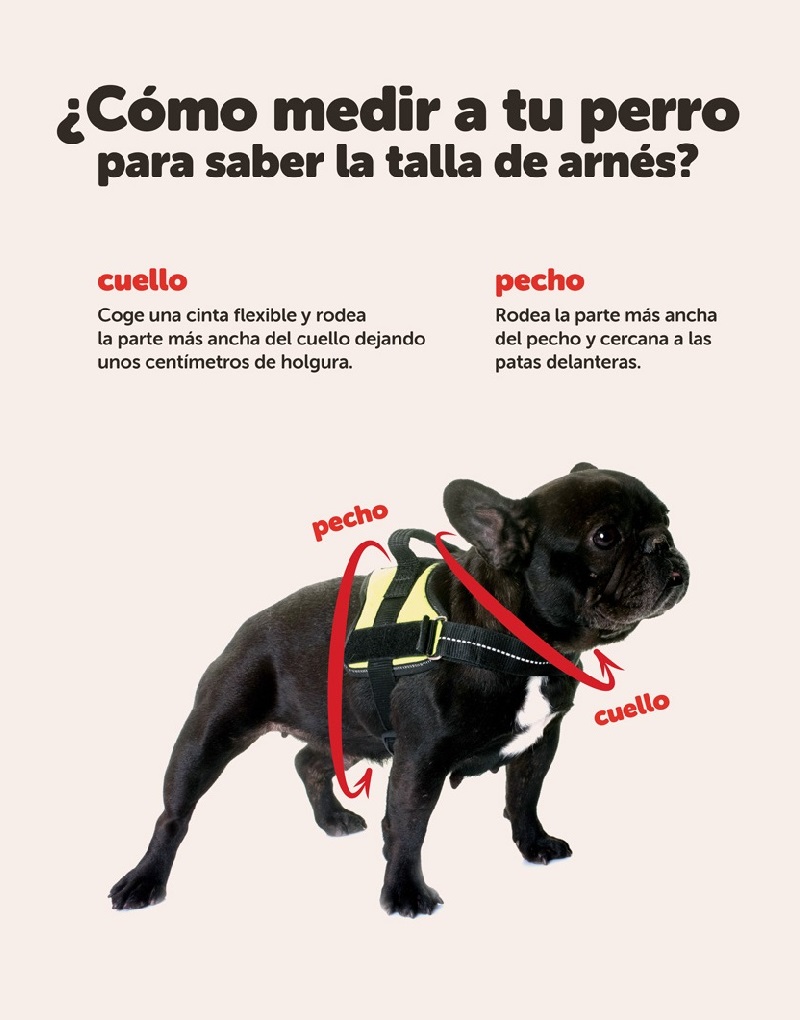 ¿Cómo medir a tu perro
para saber la talla de arnés?
cuello
Coge una cinta flexible y rodea
la parte más ancha del cuello dejando
unos centímetros de holgura.
pecho
Rodea la parte más ancha
del pecho y cercana a las
patas delanteras.
pecho
cuello